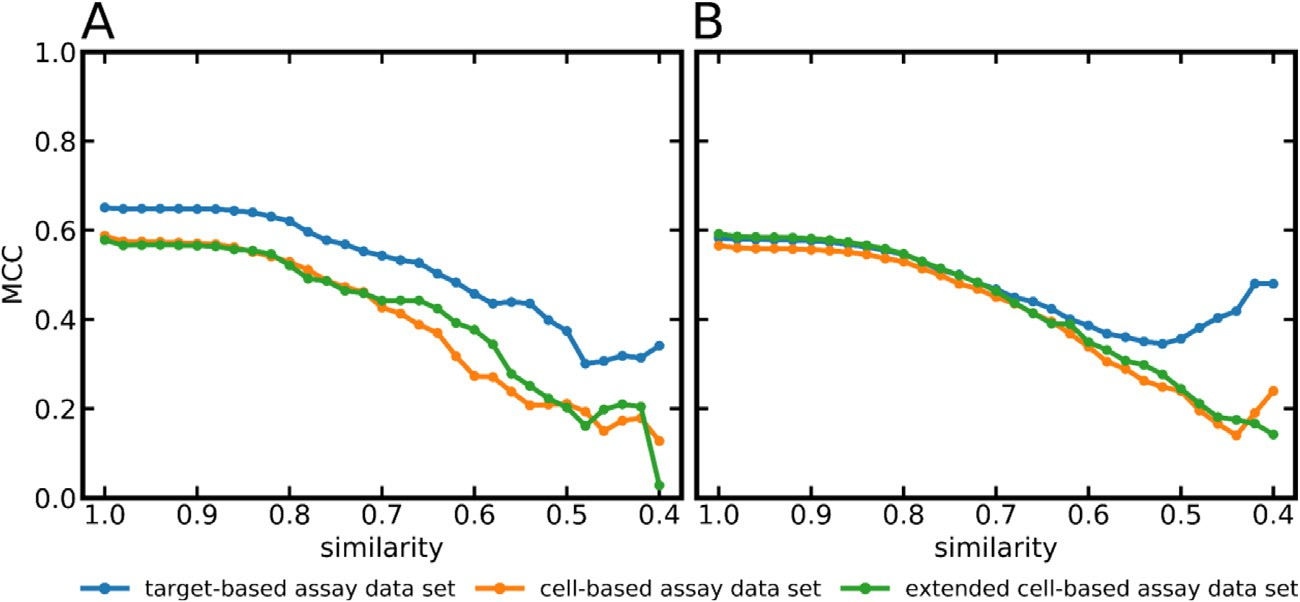 A B
1.0
0.8
0.6
0.4
0.2
0.0
MCC
1.0 0.9 0.8 0.7 0.6 0.5 0.4
similarity
1.0 0.9 0.8 0.7 0.6 0.5 0.4
similarity
target-based assay data set cell-based assay data set extended cell-based assay data set